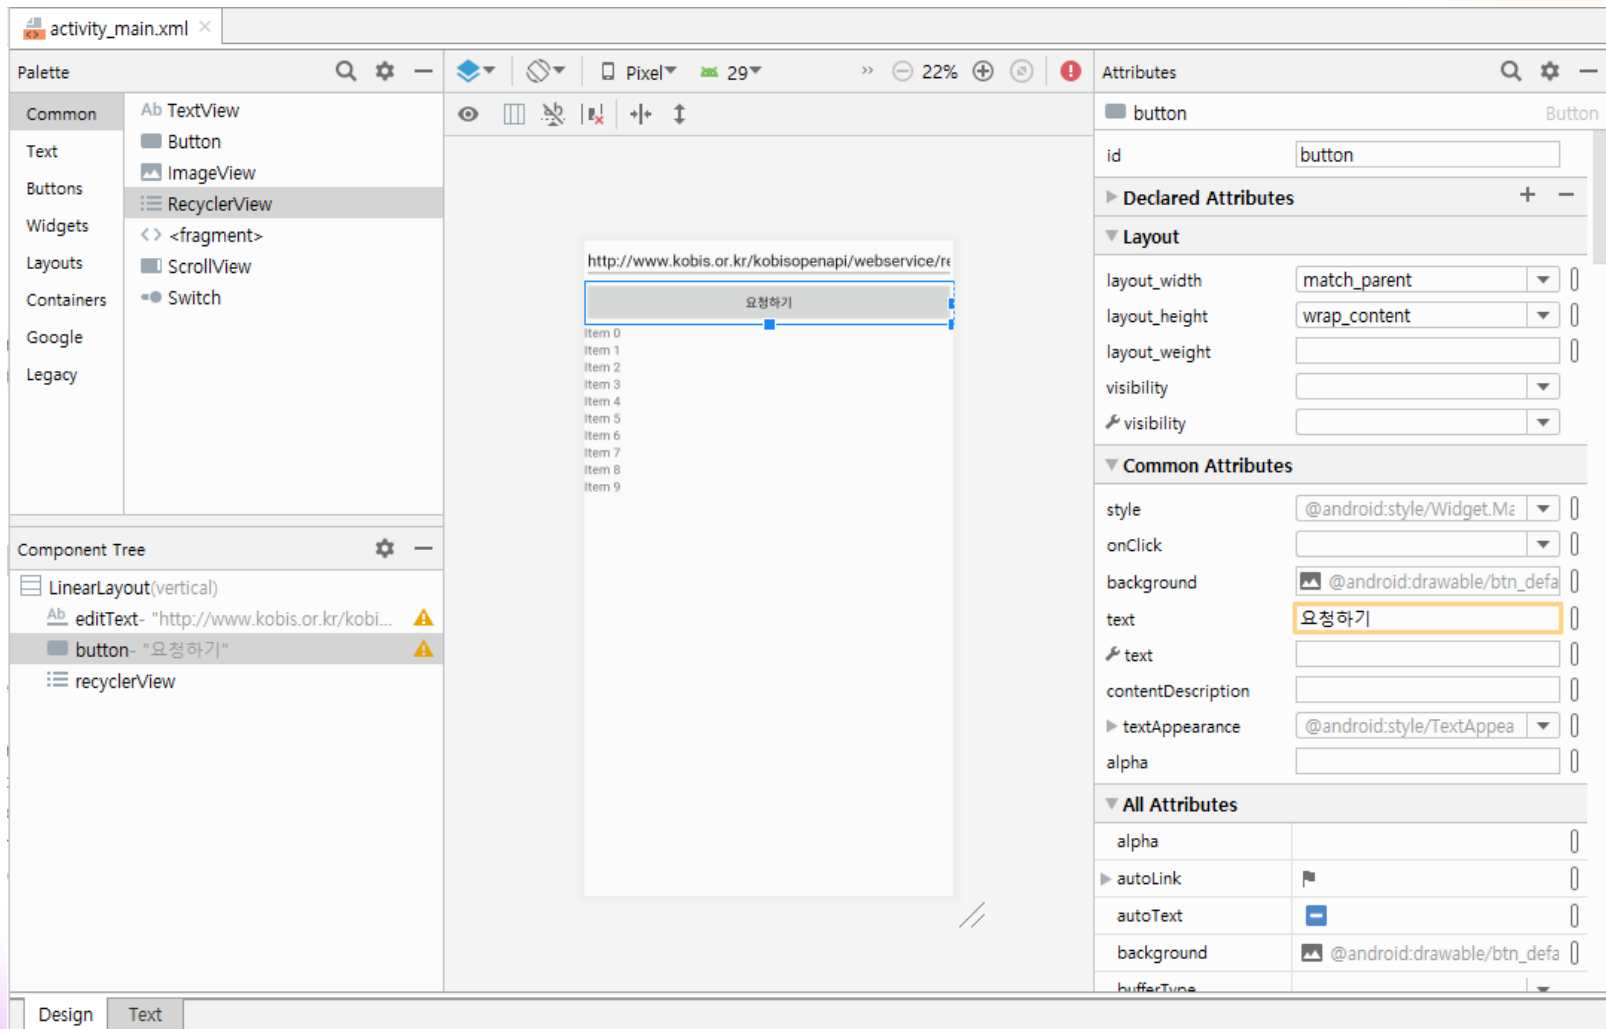 activity_main.xml
Palette
Common
Text
Buttons
Widgets
Layouts
Containers
Google
Legacy
Ab TextView
Button
ImageView
RecyclerView
<fragment>
ScrollView
Switch
Component Tree
LinearLayout(vertical)
Ab editText- "http://www.kobis.or.kr/kobi...
button- "요청하기"
recyclerView
Pixel 29 » 22%
http://www.kobis.or.kr/kobisopenapi/webservice/re
요청하기
Item 0
Item 1
Item 2
Item 3
Item 4
Item 5
Item 6
Item 7
Item 8
Item 9
Attributes
button Button
id button
Declared Attributes
Layout
layout_width match_parent
layout_height wrap_content
layout_weight
visibility
visibility
Common Attributes
style @android:style/Widget.Ma
onClick
background @android:drawable/btn_defa
text 요청하기
text
contentDescription
textAppearance @android:style/TextAppea
alpha
All Attributes
alpha
autoLink
autoText
background @android:drawable/btn_defa
bufferType
Design Text